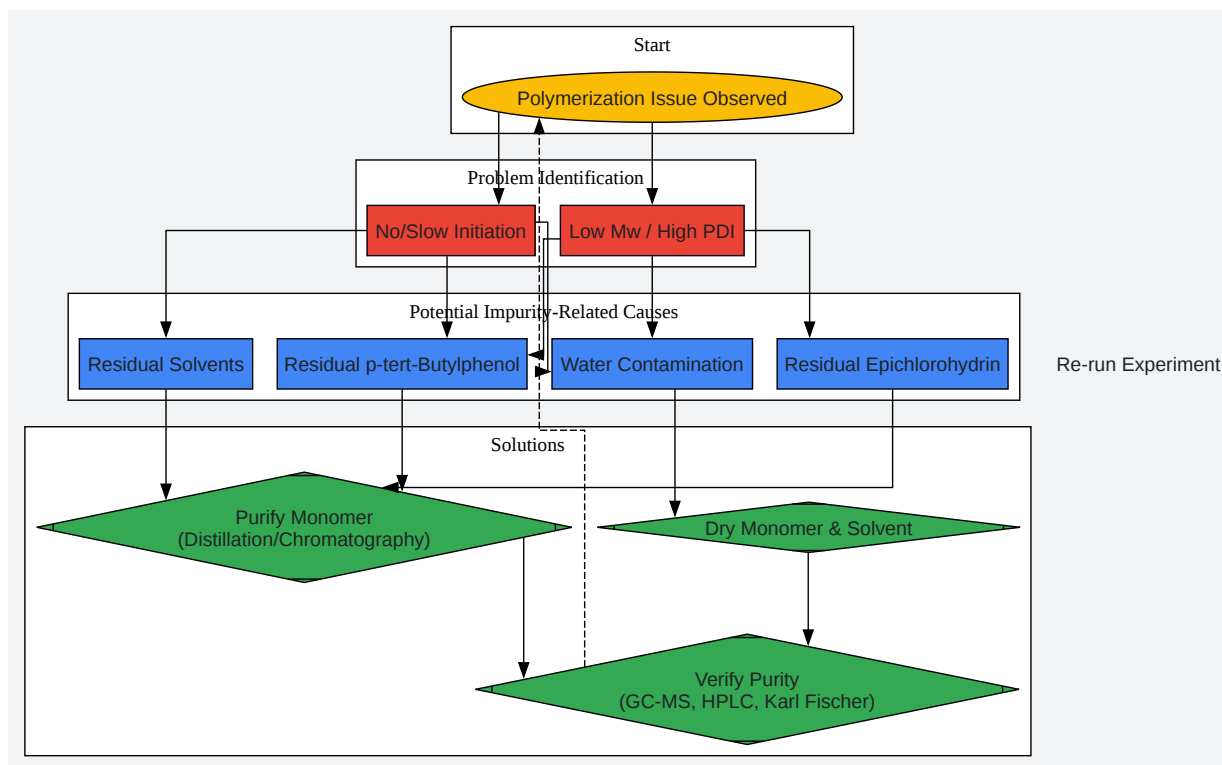 Start
Polymerization Issue Observed
Problem Identification
No/Slow Initiation
Low Mw / High PDI
Potential Impurity-Related Causes
Residual Solvents
Residual p-tert-Butylphenol
Water Contamination
Residual Epichlorohydrin
Re-run Experiment
Solutions
Purify Monomer
(Distillation/Chromatography)
Dry Monomer & Solvent
Verify Purity
(GC-MS, HPLC, Karl Fischer)